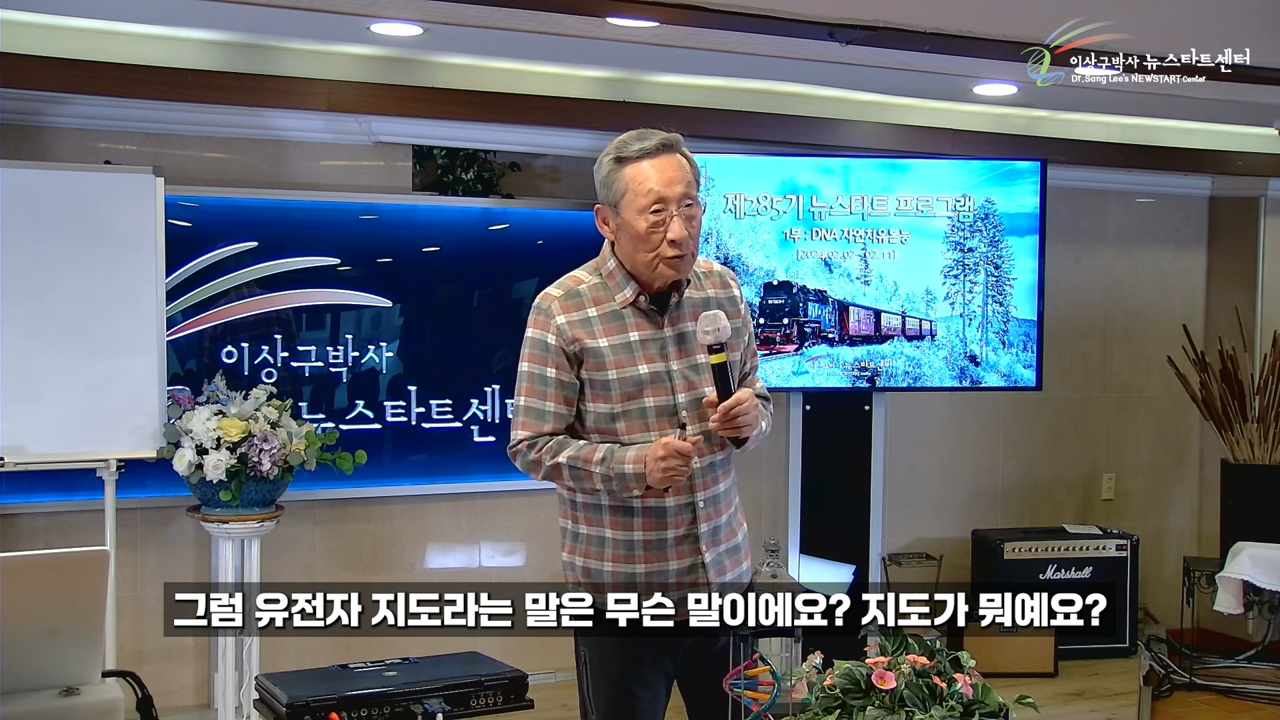 이상구박사 뉴스타트센터
Dr. Sang Lee's NEWSTART Center
제285기 뉴스타트 프로그램
1부 : DNA 자연치유본능
이상구박사
뉴스타트센
Marshall
그럼 유전자 지도라는 말은 무슨 말이에요? 지도가 뭐예요?